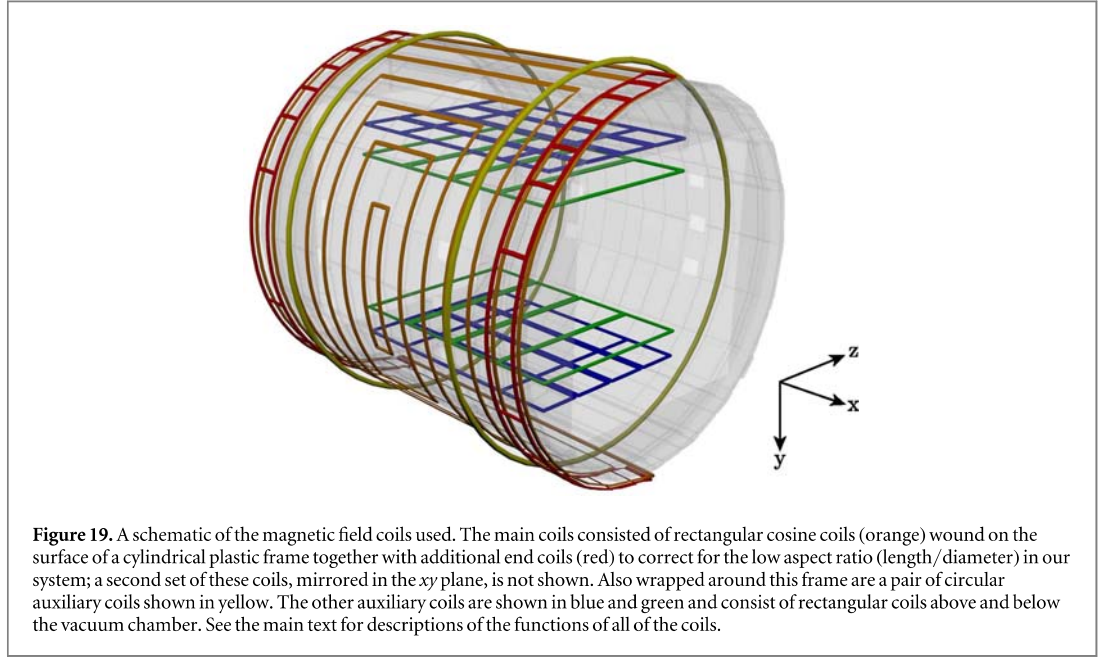 z
x
y
Figure 19. A schematic of the magnetic field coils used. The main coils consisted of rectangular cosine coils (orange) wound on the
surface of a cylindrical plastic frame together with additional end coils (red) to correct for the low aspect ratio (length/diameter) in our
system; a second set of these coils, mirrored in the xy plane, is not shown. Also wrapped around this frame are a pair of circular
auxiliary coils shown in yellow. The other auxiliary coils are shown in blue and green and consist of rectangular coils above and below
the vacuum chamber. See the main text for descriptions of the functions of all of the coils.